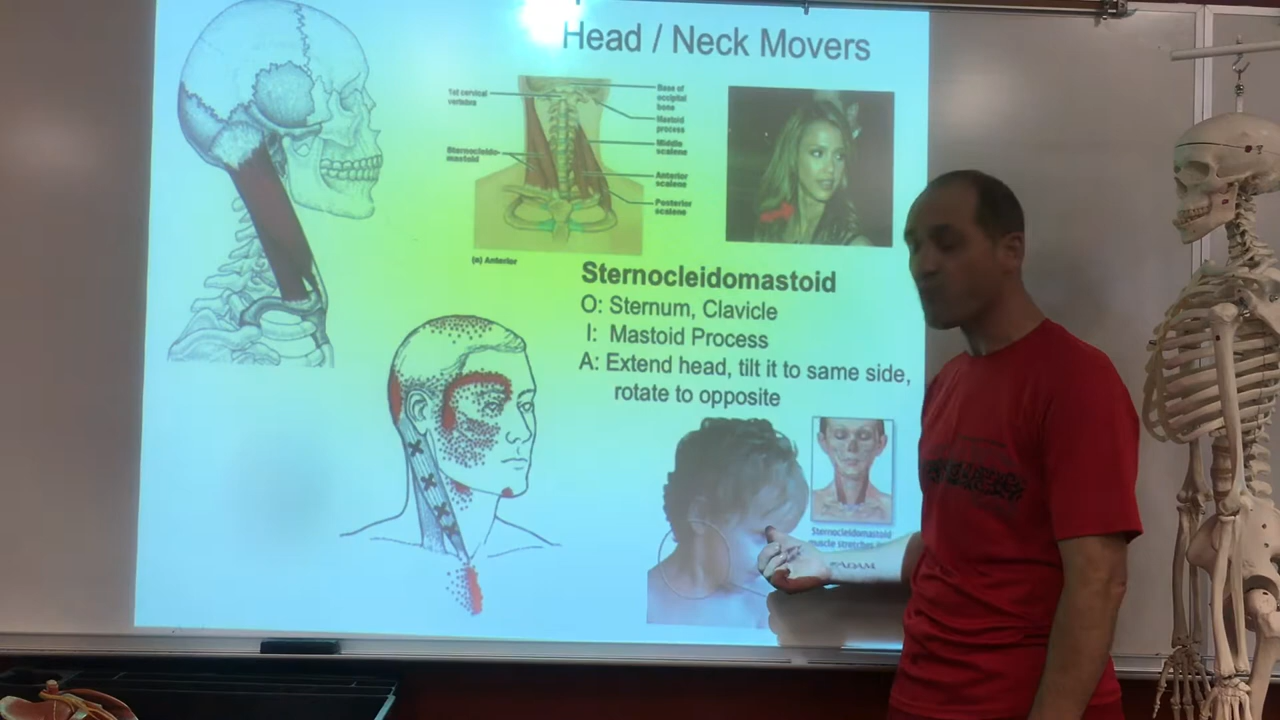 Head / Neck Movers
1st cervical
vertebra
Base of
occipital
bone
Mastoid
process
Middle
scalene
Sternocleido-
mastoid
Anterior
scalene
Posterior
scalene
(a) Anterior
Sternocleidomastoid
O: Sternum, Clavicle
I: Mastoid Process
A: Extend head, tilt it to same side,
rotate to opposite
Sternocleidomastoid
muscle stretches
ADAM